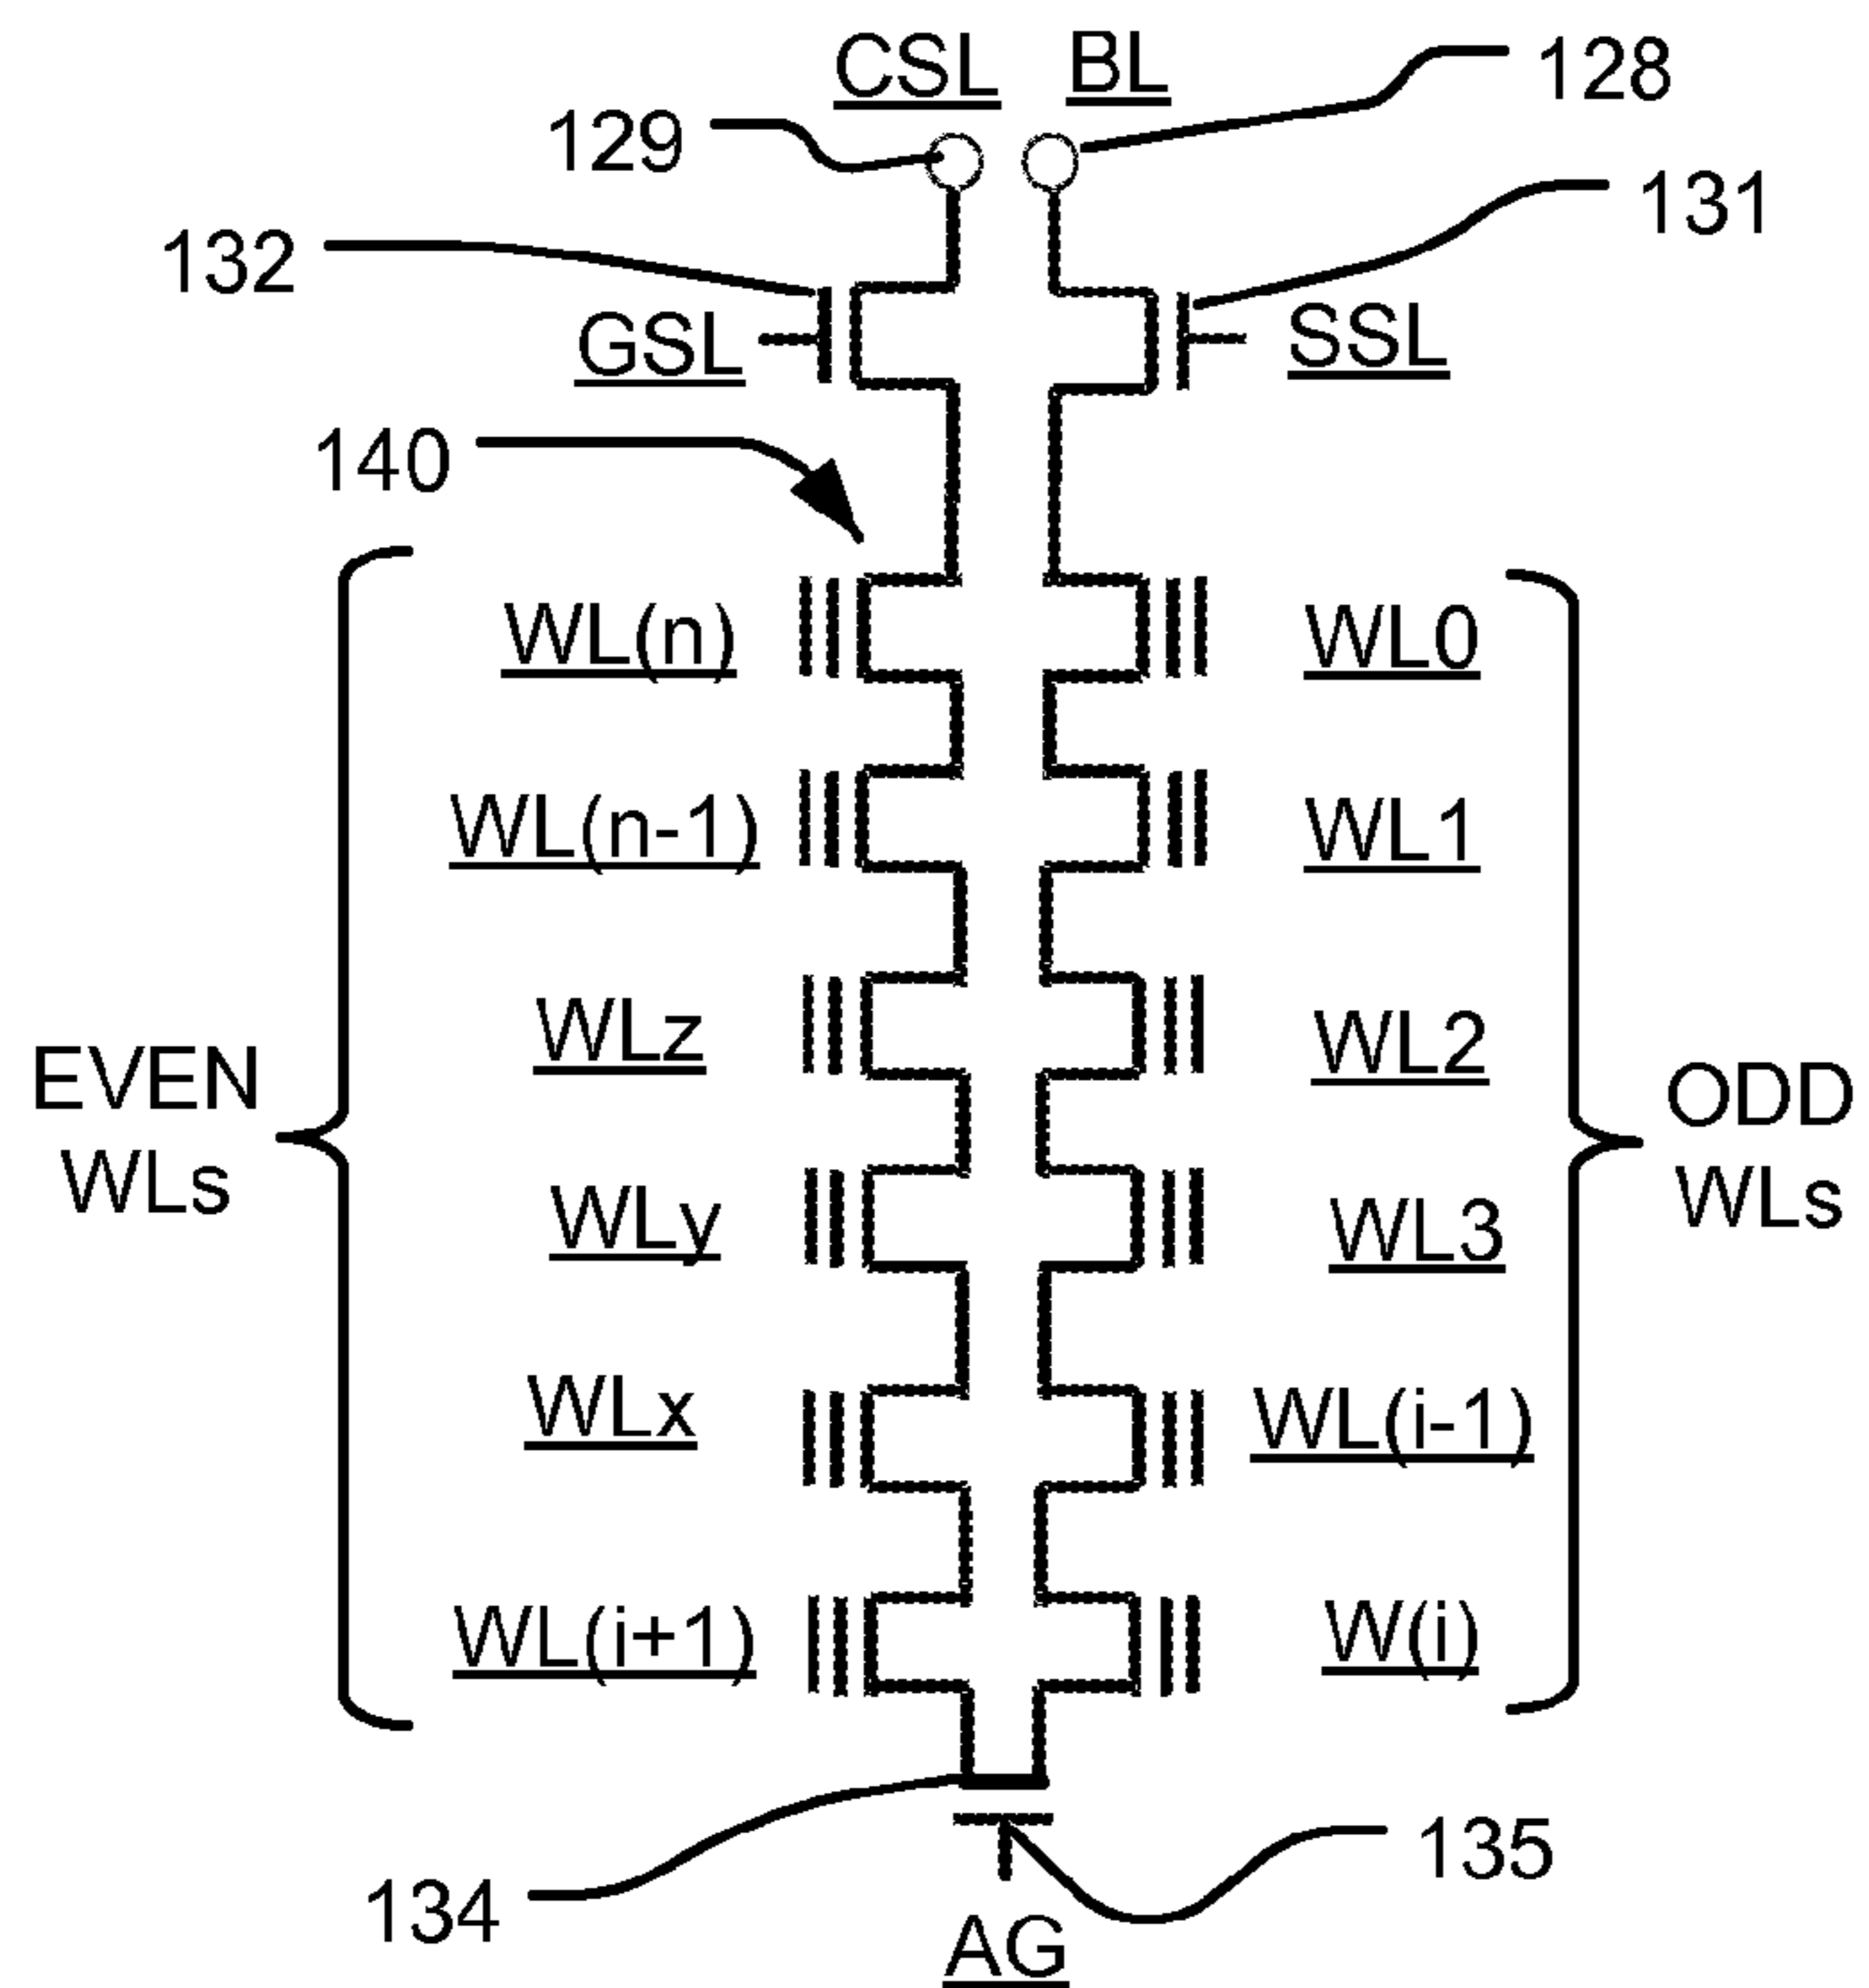 CSL BL 128
129
131
132
GSL SSL
140
WL(n) WL0
WL(n-1) WL1
WLz WL2
EVEN
WLs
ODD
WLs
WLy WL3
WLx WL(i-1)
WL(i+1) W(i)
134 135
AG